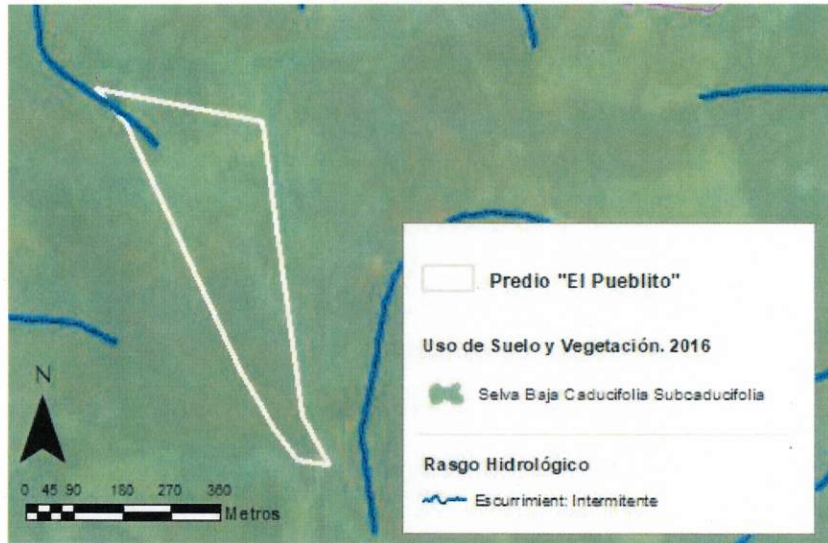 Predio "El Pueblito"
Uso de Suelo y Vegetación. 2016
Selva Baja Caducifolia Subcaducifolia
Rasgo Hidrológico
Escurrimient: Intermitente
N
0 45 90 180 270 360
Metros